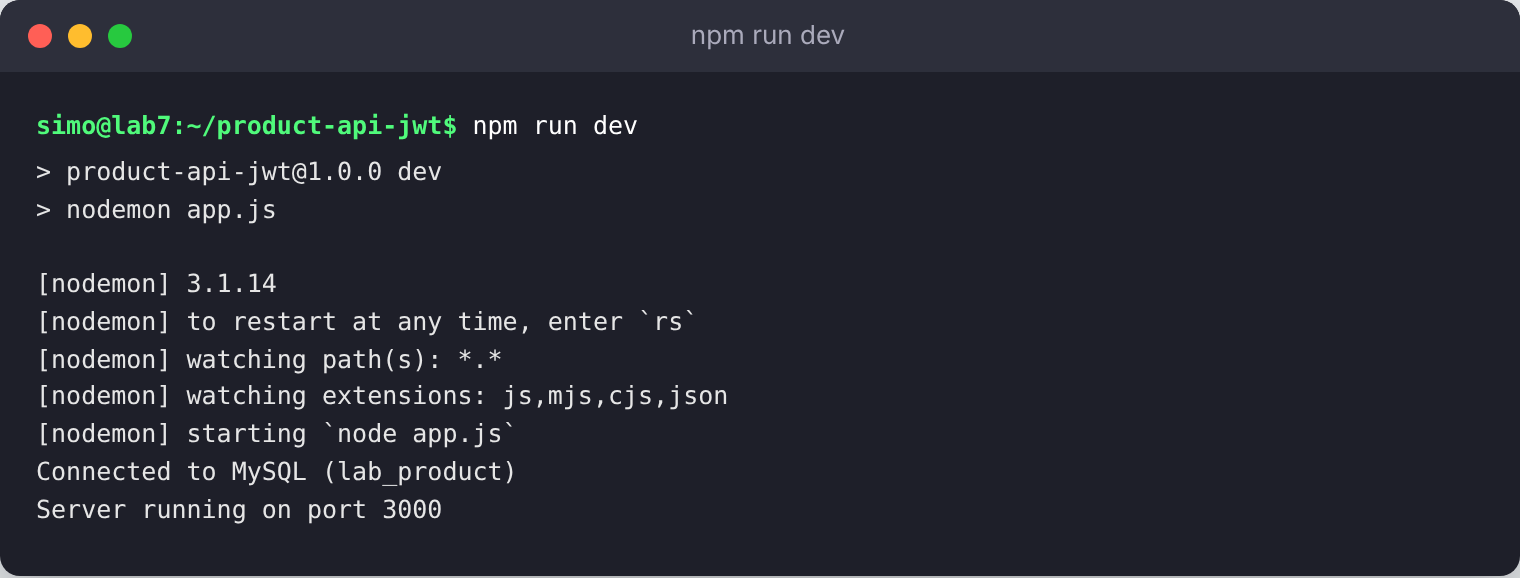 npm run dev
simo@lab7:~/product-api-jwt$ npm run dev
> product-api-jwt@1.0.0 dev
> nodemon app.js
[nodemon] 3.1.14
[nodemon] to restart at any time, enter `rs`
[nodemon] watching path(s): *.*
[nodemon] watching extensions: js,mjs,cjs,json
[nodemon] starting `node app.js`
Connected to MySQL (lab_product)
Server running on port 3000